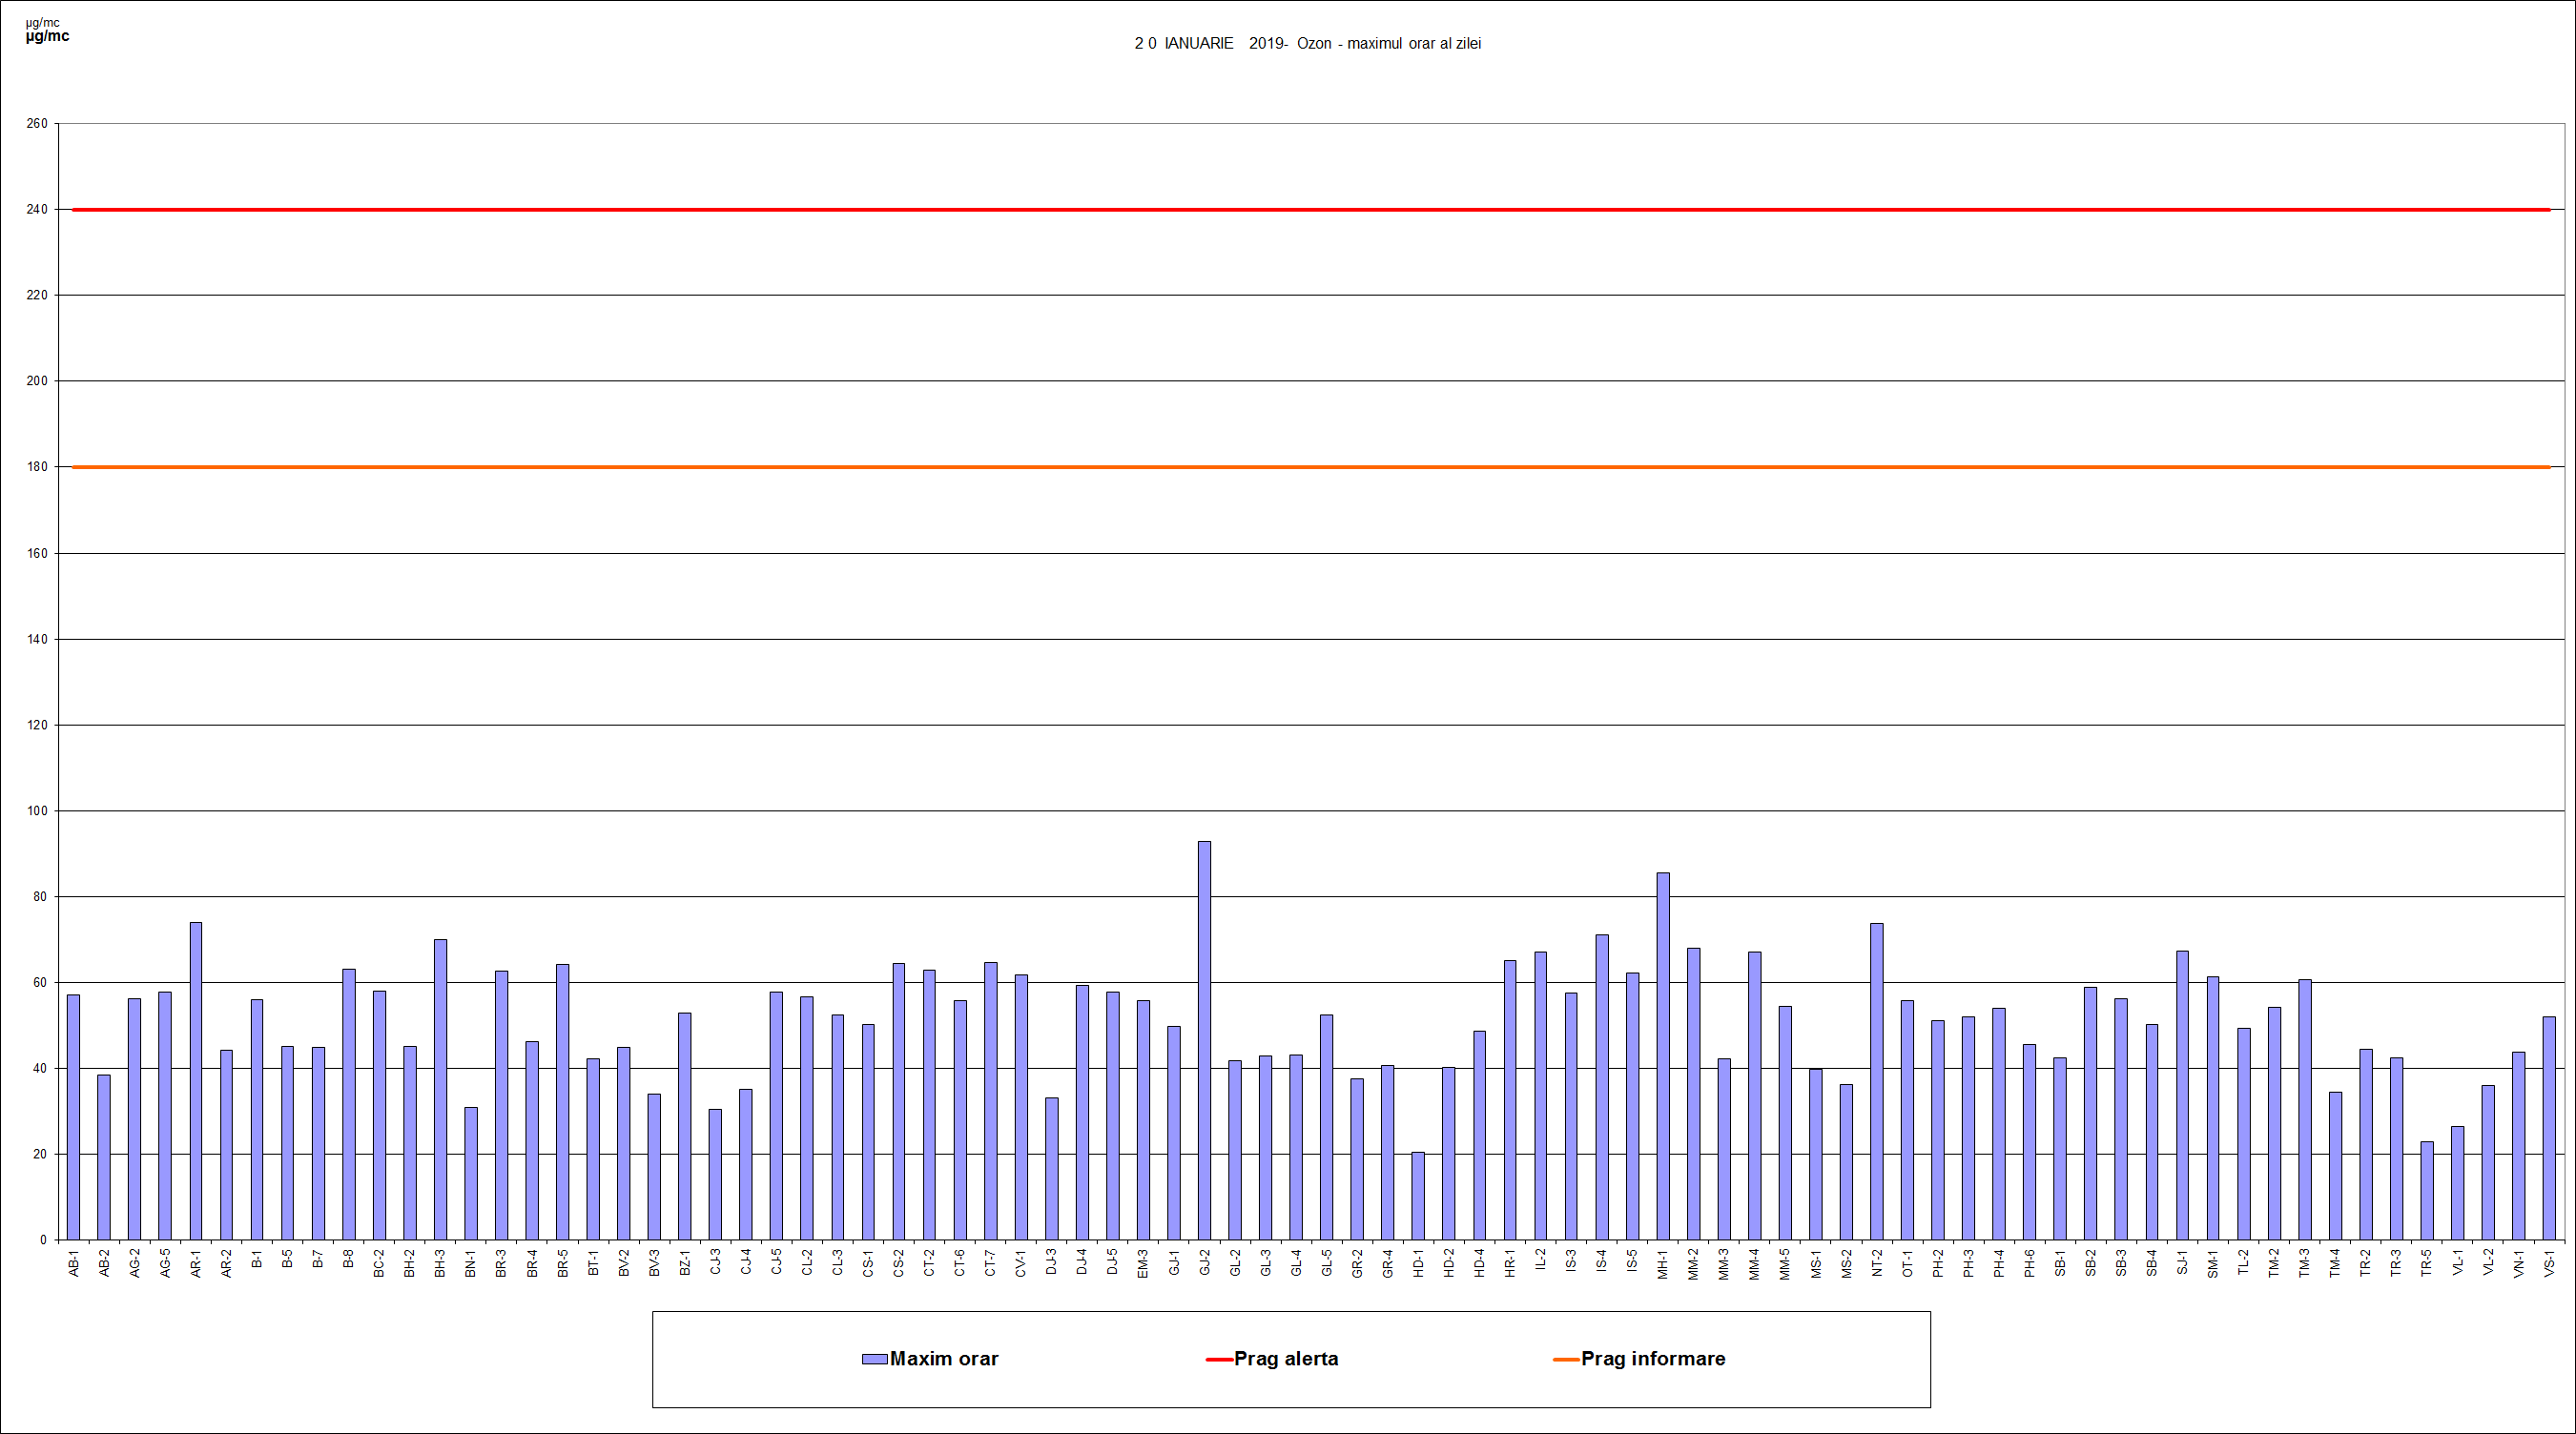 µg/mc
µg/mc
2 0 IANUARIE 2019- Ozon - maximul orar al zilei
260
240
220
200
180
160
140
120
100
80
60
40
20
0
AB-1 AB-2 AG-2 AG-5 AR-1 AR-2 B-1 B-5 B-7 B-8 BC-2 BH-2 BH-3 BN-1 BR-3 BR-4 BR-5 BT-1 BV-2 BV-3 BZ-1 CJ-3 CJ-4 CJ-5 CL-2 CL-3 CS-1 CS-2 CT-2 CT-6 CT-7 CV-1 DJ-3 DJ-4 DJ-5 EM-3 GJ-1 GJ-2 GL-2 GL-3 GL-4 GL-5 GR-2 GR-4 HD-1 HD-2 HD-4 HR-1 IL-2 IS-3 IS-4 IS-5 MH-1 MM-2 MM-3 MM-4 MM-5 MS-1 MS-2 NT-2 OT-1 PH-2 PH-3 PH-4 PH-6 SB-1 SB-2 SB-3 SB-4 SJ-1 SM-1 TL-2 TM-2 TM-3 TM-4 TR-2 TR-3 TR-5 VL-1 VL-2 VN-1 VS-1
Maxim orar Prag alerta Prag informare